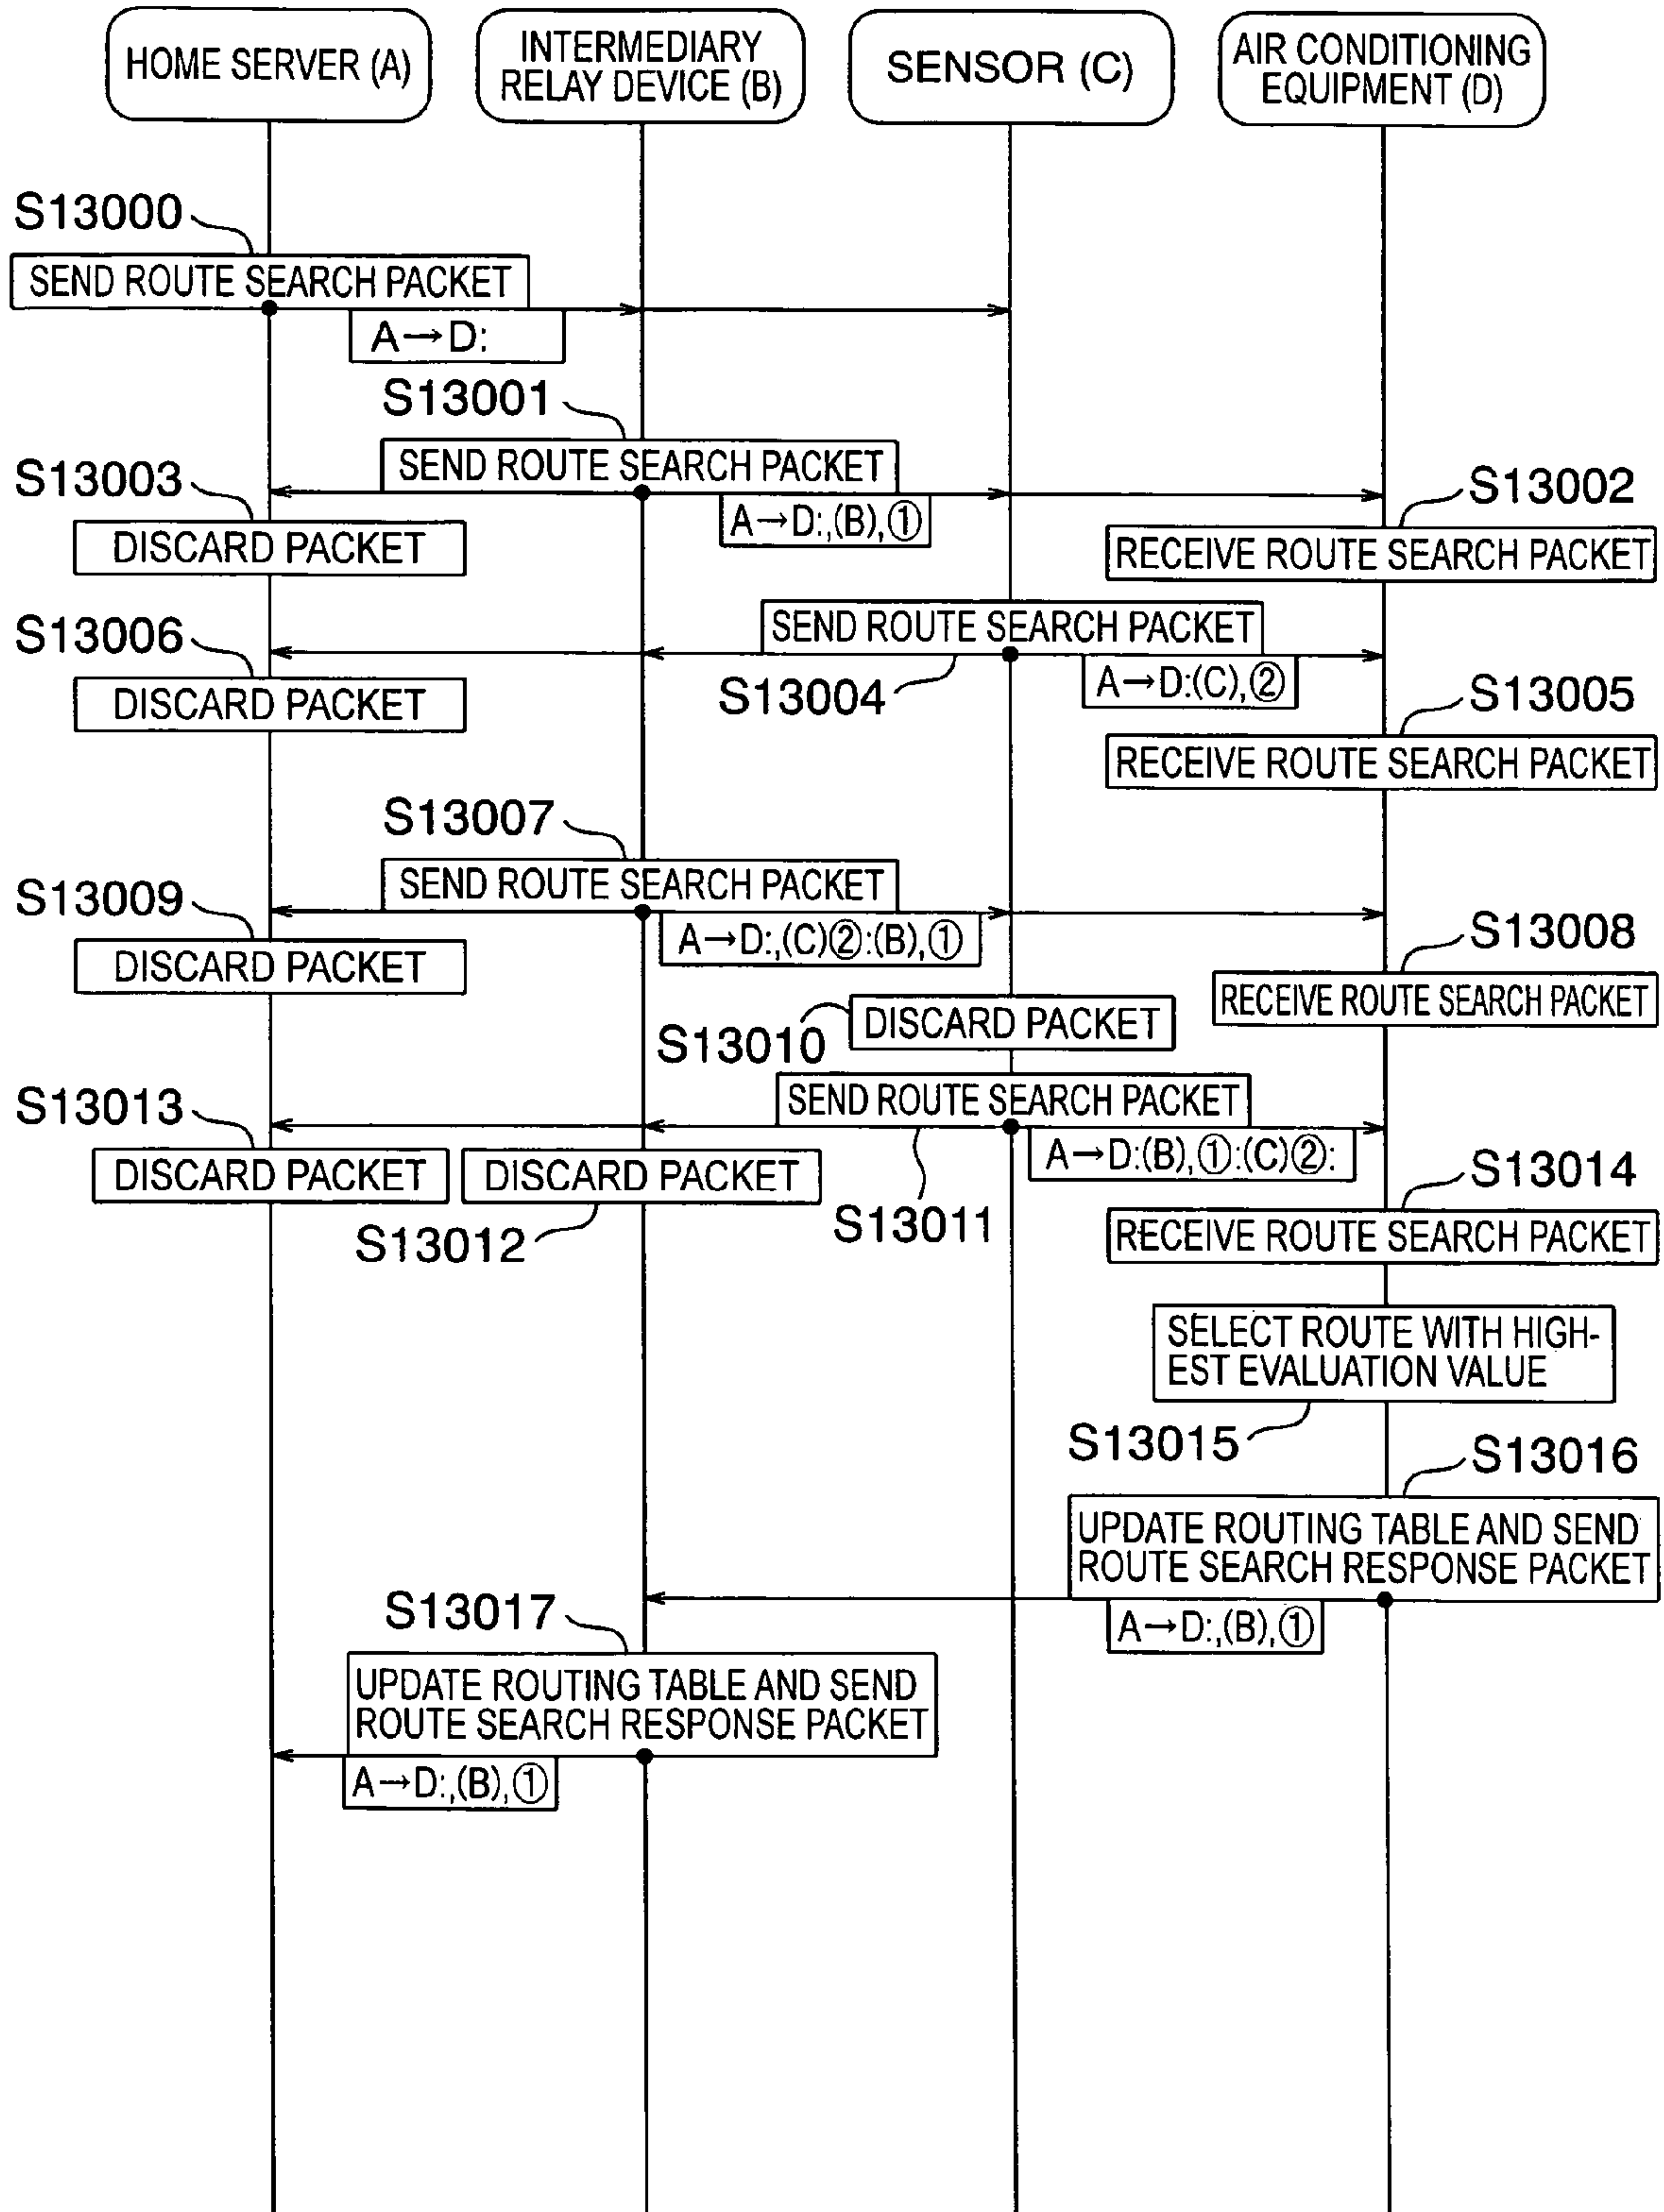 HOME SERVER (A)
INTERMEDIARY
RELAY DEVICE (B)
SENSOR (C)
AIR CONDITIONING
EQUIPMENT (D)
S13000
SEND ROUTE SEARCH PACKET
A→D:
S13001
SEND ROUTE SEARCH PACKET
A→D:,(B),①
S13003
DISCARD PACKET
S13002
RECEIVE ROUTE SEARCH PACKET
SEND ROUTE SEARCH PACKET
S13006
S13004
A→D:(C),②
DISCARD PACKET
S13005
RECEIVE ROUTE SEARCH PACKET
S13007
SEND ROUTE SEARCH PACKET
A→D:,(C)②:(B),①
S13009
DISCARD PACKET
S13008
RECEIVE ROUTE SEARCH PACKET
S13010
DISCARD PACKET
SEND ROUTE SEARCH PACKET
S13013
A→D:(B),①:(C)②:
DISCARD PACKET
DISCARD PACKET
S13012
S13011
S13014
RECEIVE ROUTE SEARCH PACKET
SELECT ROUTE WITH HIGH-
EST EVALUATION VALUE
S13015
S13016
UPDATE ROUTING TABLE AND SEND
ROUTE SEARCH RESPONSE PACKET
A→D:,(B),①
S13017
UPDATE ROUTING TABLE AND SEND
ROUTE SEARCH RESPONSE PACKET
A→D:,(B),①